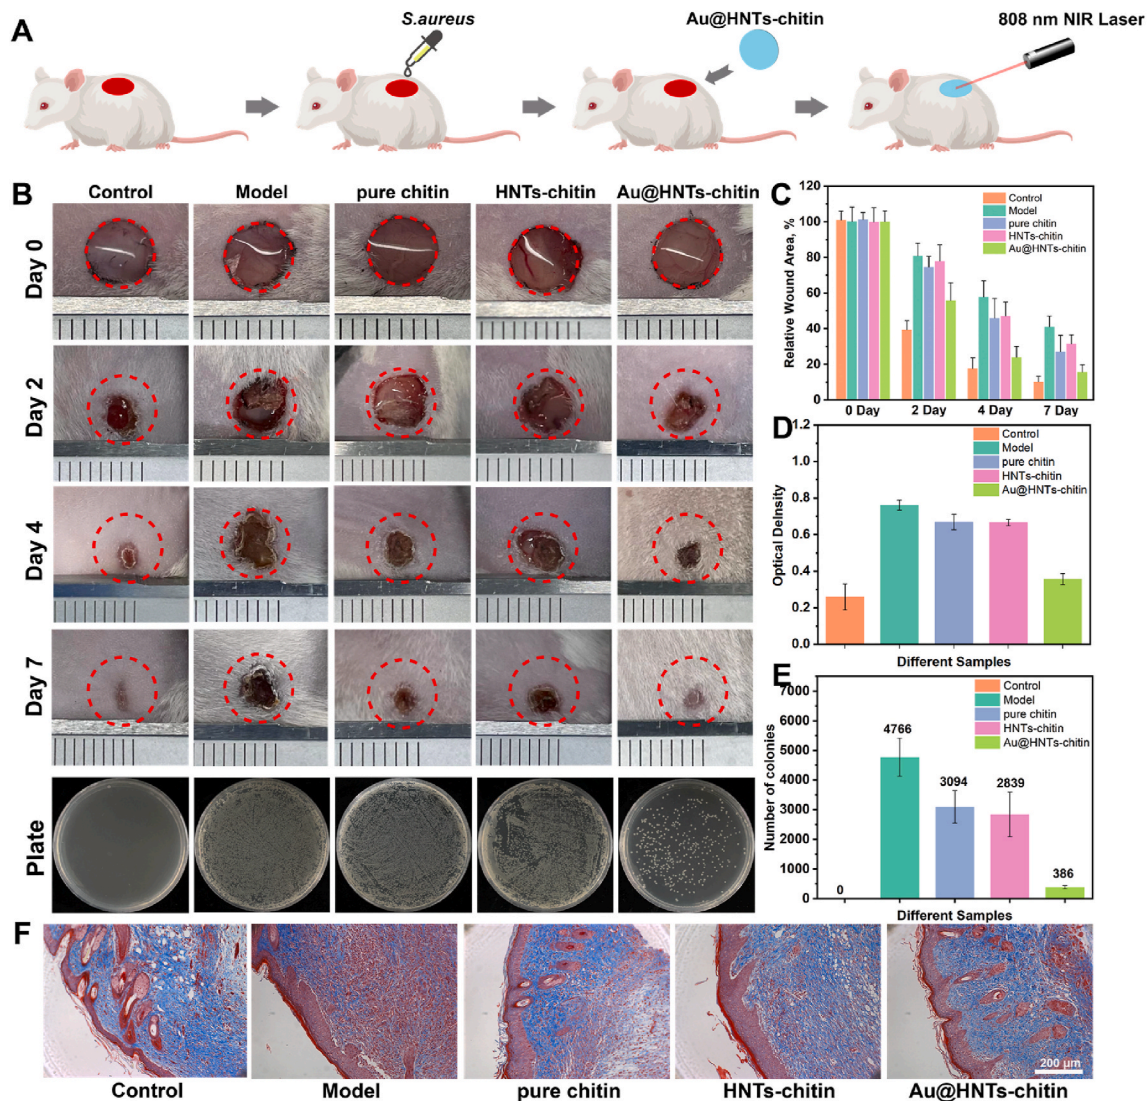 A
S.aureus
Au@HNTs-chitin
808 nm NIR Laser
B
Control
Model
pure chitin
HNTs-chitin
Au@HNTs-chitin
Day 0
Day 2
Day 4
Day 7
Plate
C
Relative Wound Area, %
120
100
80
60
40
20
0
Control
Model
pure chitin
HNTs-chitin
Au@HNTs-chitin
0 Day
2 Day
4 Day
7 Day
D
Optical Delnsity
1.2
1.0
0.8
0.6
0.4
0.2
0.0
Control
Model
pure chitin
HNTs-chitin
Au@HNTs-chitin
Different Samples
E
Number of colonies
7000
6000
5000
4000
3000
2000
1000
0
Control
Model
pure chitin
HNTs-chitin
Au@HNTs-chitin
0
4766
3094
2839
386
Different Samples
F
200 μm
Control
Model
pure chitin
HNTs-chitin
Au@HNTs-chitin